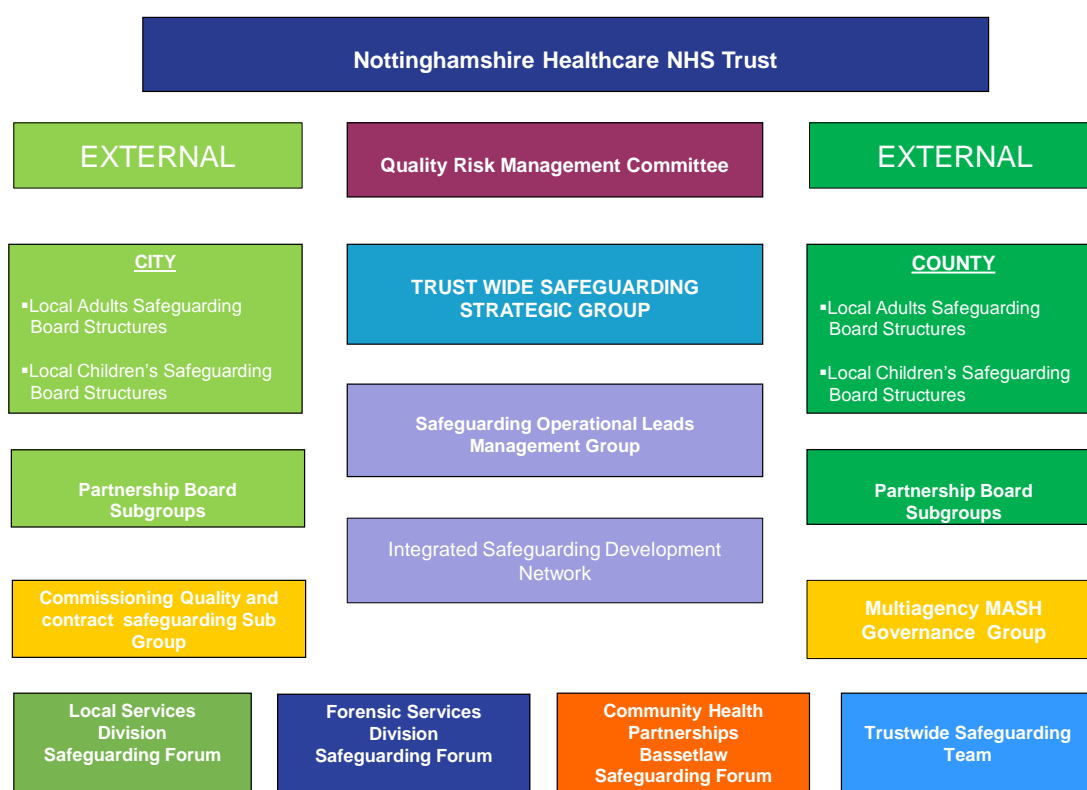 Nottinghamshire Healthcare NHS Trust
EXTERNAL
Quality Risk Management Committee
EXTERNAL
CITY
▪Local Adults Safeguarding
Board Structures
▪Local Children’s Safeguarding
Board Structures
TRUST WIDE SAFEGUARDING
STRATEGIC GROUP
COUNTY
▪Local Adults Safeguarding
Board Structures
▪Local Children’s Safeguarding
Board Structures
Safeguarding Operational Leads
Management Group
Partnership Board
Subgroups
Partnership Board
Subgroups
Integrated Safeguarding Development
Network
Commissioning Quality and
contract safeguarding Sub
Group
Multiagency MASH
Governance Group
Local Services
Division
Safeguarding Forum
Forensic Services
Division
Safeguarding Forum
Community Health
Partnerships
Bassetlaw
Safeguarding Forum
Trustwide Safeguarding
Team